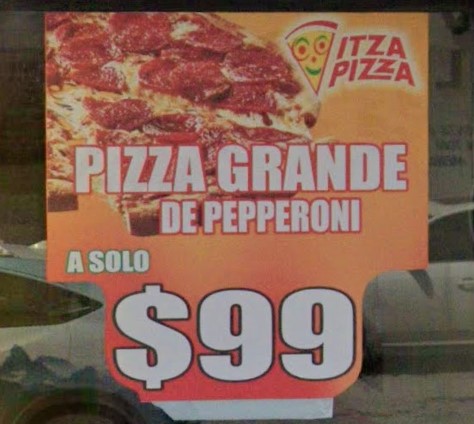 ITZA
PIZZA
PIZZA GRANDE
DE PEPPERONI
A SOLO
$99